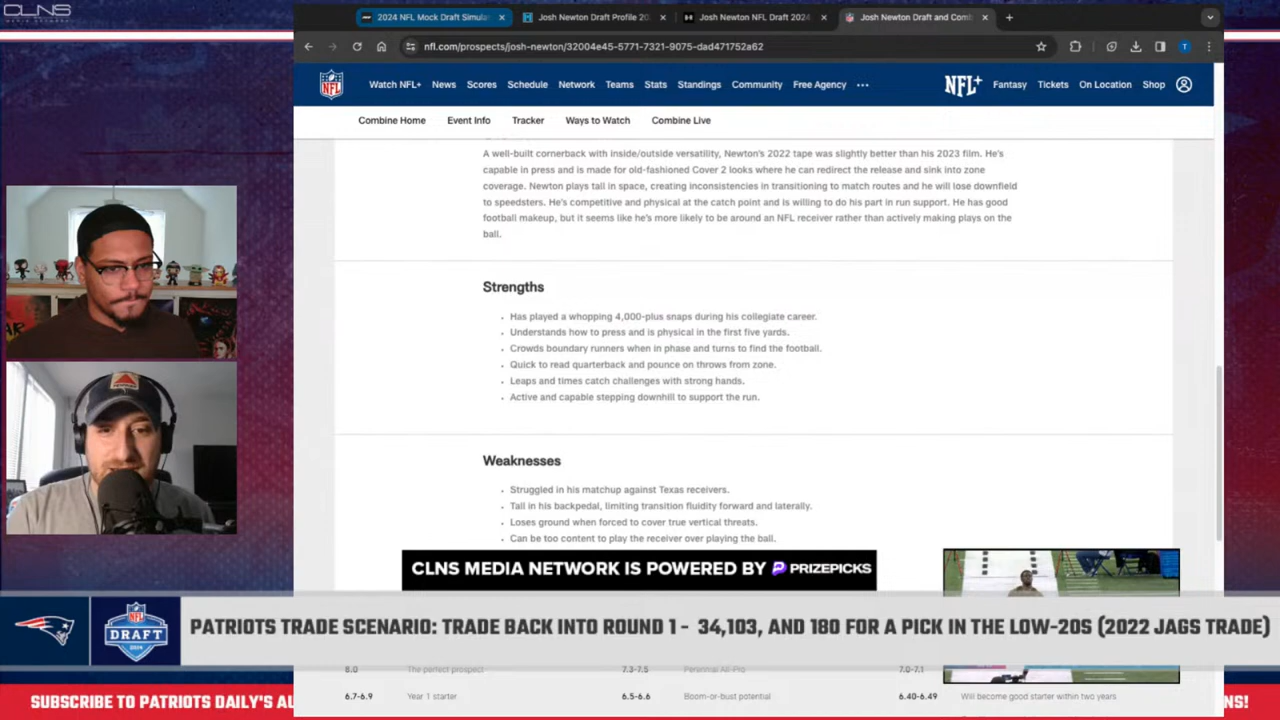 CLNS
MEDIA NETWORK
2024 NFL Mock Draft Simula
Josh Newton Draft Profile 20
Josh Newton NFL Draft 2024
Josh Newton Draft and Com
nfl.com/prospects/josh-newton/32004e45-5771-7321-9075-dad471752a62
T
NFL
Watch NFL+ News Scores Schedule Network Teams Stats Standings Community Free Agency ...
NFL+ Fantasy Tickets On Location Shop
Combine Home Event Info Tracker Ways to Watch Combine Live
A well-built cornerback with inside/outside versatility, Newton's 2022 tape was slightly better than his 2023 film. He's
capable in press and is made for old-fashioned Cover 2 looks where he can redirect the release and sink into zone
coverage. Newton plays tall in space, creating inconsistencies in transitioning to match routes and he will lose downfield
to speedsters. He's competitive and physical at the catch point and is willing to do his part in run support. He has good
football makeup, but it seems like he's more likely to be around an NFL receiver rather than actively making plays on the
ball.
Strengths
• Has played a whopping 4,000-plus snaps during his collegiate career.
• Understands how to press and is physical in the first five yards.
• Crowds boundary runners when in phase and turns to find the football.
• Quick to read quarterback and pounce on throws from zone.
• Leaps and times catch challenges with strong hands.
• Active and capable stepping downhill to support the run.
Weaknesses
• Struggled in his matchup against Texas receivers.
• Tall in his backpedal, limiting transition fluidity forward and laterally.
• Loses ground when forced to cover true vertical threats.
• Can be too content to play the receiver over playing the ball.
CLNS MEDIA NETWORK IS POWERED BY PRIZEPICKS
NFL
DRAFT
2024
PATRIOTS TRADE SCENARIO: TRADE BACK INTO ROUND 1 - 34,103, AND 180 FOR A PICK IN THE LOW-20S (2022 JAGS TRADE)
8.0 The perfect prospect 7.3-7.5 Perennial All-Pro 7.0-7.1
6.7-6.9 Year 1 starter 6.5-6.6 Boom-or-bust potential 6.40-6.49 Will become good starter within two years
SUBSCRIBE TO PATRIOTS DAILY'S
NS!